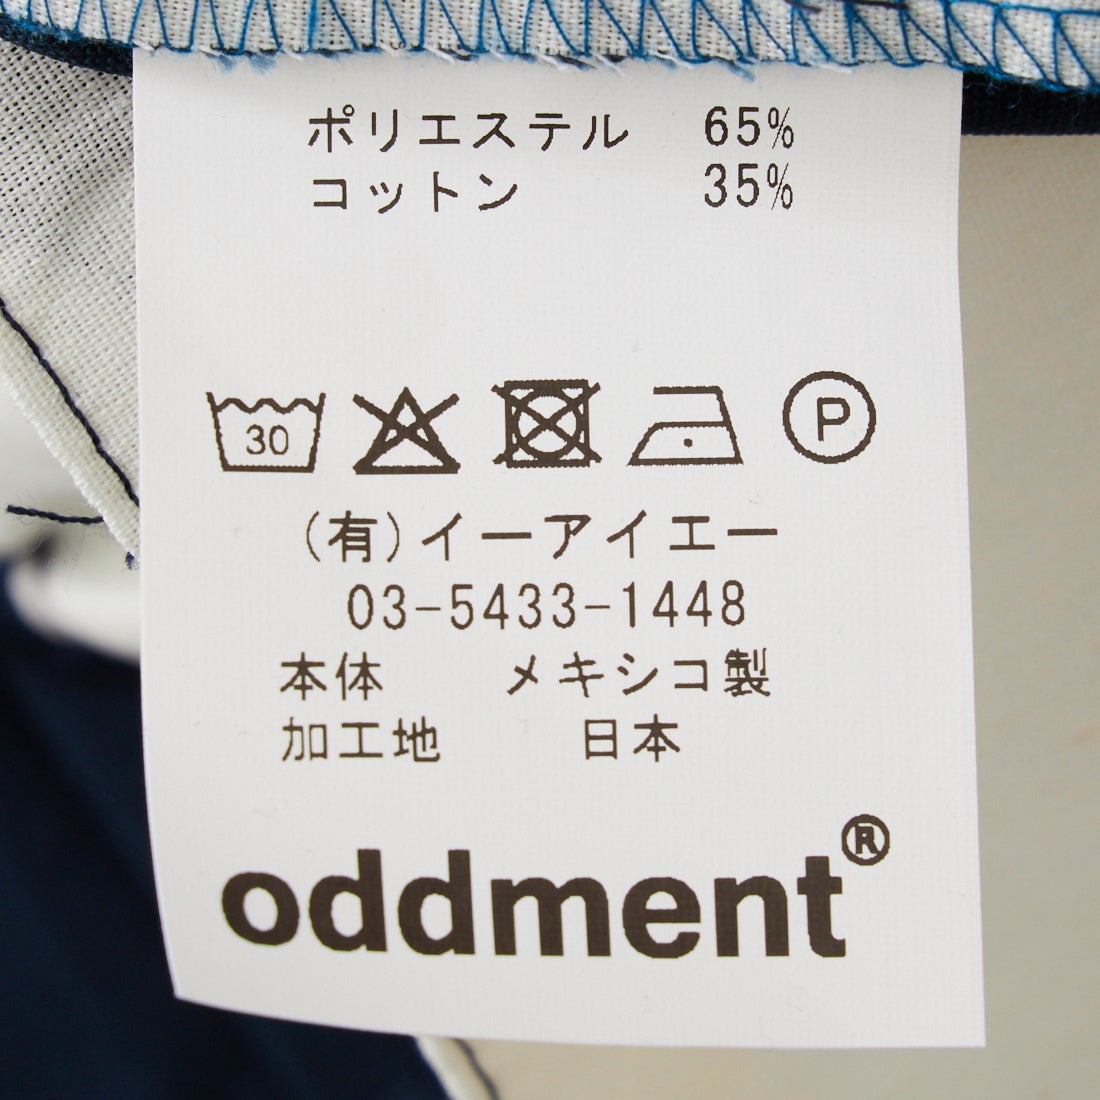 ポリエステル 65%
コットン 35%
30 P
(有)イーアイエー
03-5433-1448
本体 メキシコ製
加工地 日本
oddment®